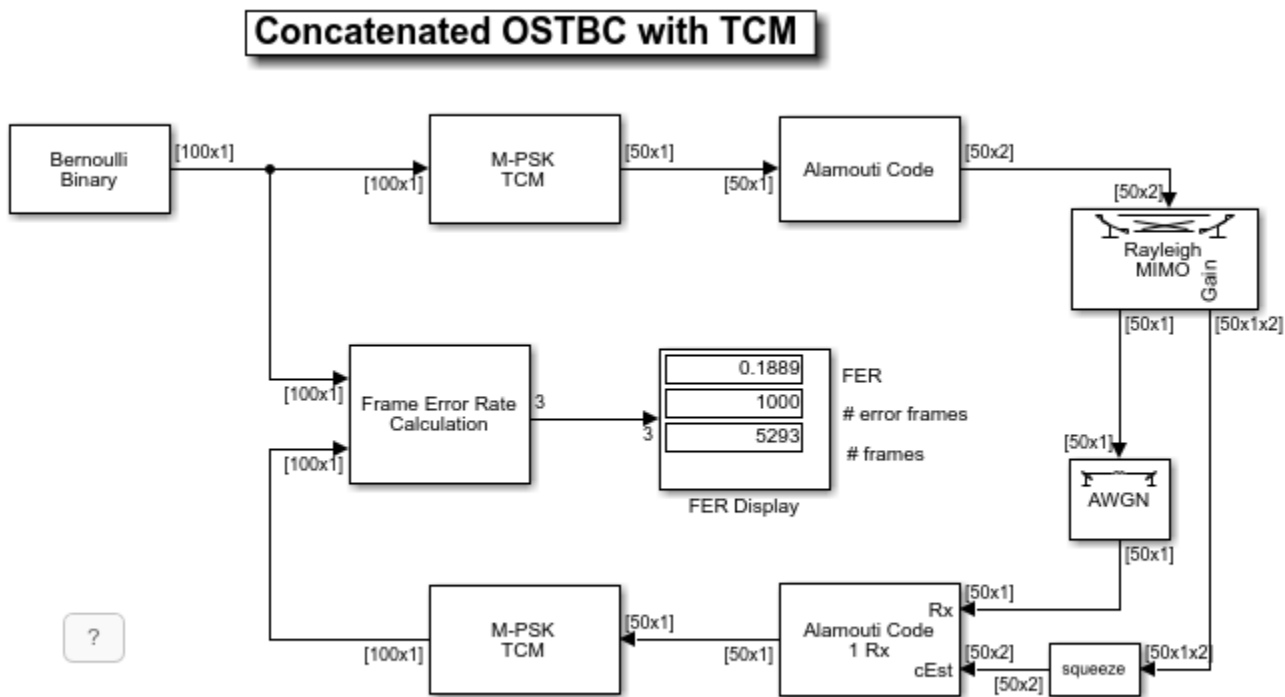 Concatenated OSTBC with TCM
Bernoulli
Binary
[100x1]
[100x1]
M-PSK
TCM
[50x1]
[50x1]
Alamouti Code
[50x2]
[50x2]
Rayleigh
MIMO
Gain
[50x1]
[50x1x2]
[100x1]
[100x1]
Frame Error Rate
Calculation
3
3
0.1889
1000
5293
FER
# error frames
# frames
FER Display
[50x1]
AWGN
[50x1]
[50x1]
Rx
Alamouti Code
1 Rx
cEst
[50x2]
[50x2]
squeeze
[50x1x2]
[50x1]
[50x1]
M-PSK
TCM
[100x1]
?